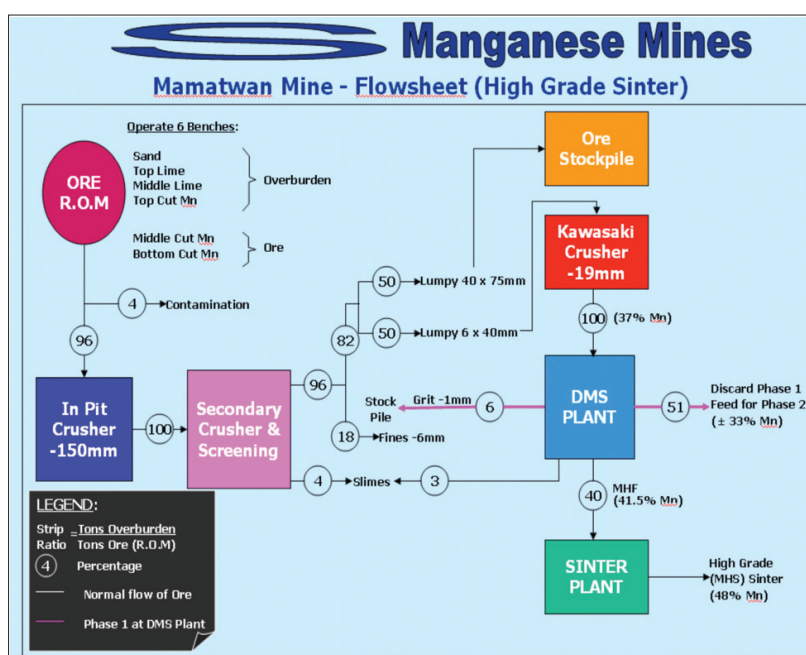 Manganese Mines
Mamatwan Mine - Flowsheet (High Grade Sinter)
Operate 6 Benches:
Sand
Top Lime
Middle Lime
Top Cut Mn
Overburden
Middle Cut Mn
Bottom Cut Mn
Ore
ORE
R.O.M
4
Contamination
96
In Pit
Crusher
-150mm
100
Secondary
Crusher &
Screening
96
82
18
Fines -6mm
50
Lumpy 40 x 75mm
50
Lumpy 6 x 40mm
4
Slimes
3
Ore
Stockpile
Kawasaki
Crusher
-19mm
100
(37% Mn)
DMS
PLANT
Stock
Pile
Grit -1mm
6
51
Discard Phase 1
Feed for Phase 2
(± 33% Mn)
40
MHF
(41.5% Mn)
SINTER
PLANT
High Grade
(MHS) Sinter
(48% Mn)
LEGEND:
Strip = Tons Overburden
Ratio Tons Ore (R.O.M)
4 Percentage
Normal flow of Ore
Phase 1 at DMS Plant